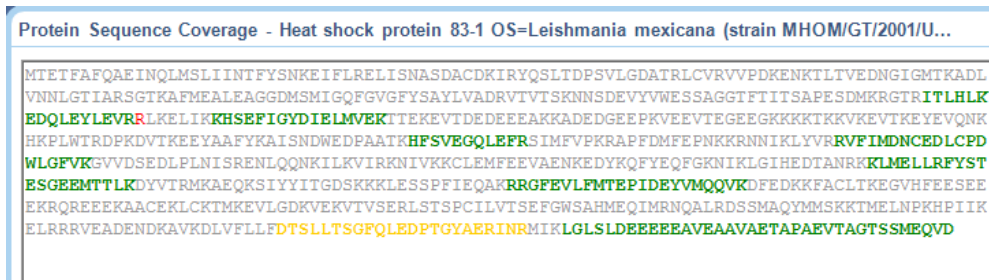 Protein Sequence Coverage - Heat shock protein 83-1 OS=Leishmania mexicana (strain MHOM/GT/2001/U...
MTETFAFQAEINQLMSLIINTFYSNKEIFLRELISNASDACDKIRYQSLTDPSVLGDATRLCVRVVPDKENKTLTVEDNGIGMTKADL
VNNLGTIARSGTKAFMEALEAGGDMSMIGQFGVGFYSAYLVADRVTVTSKNNSDEVYVWESSAGGTFTITSAPESDMKRGTRITLHLK
EDQLEYLEVRRLKELIKKHSEFIGYDIELMVEKTTEKEVTDEDEEEAKKADEDGEEPKVEEVTEGEEGKKKKTKKVKEVTKEYEVQNK
HKPLWTRDPKDVTKEEYAAFYKAISNDWEDPAATKHFSVEGQLEFRSIMFVPKRAPFDMFEPNKKRNNIKLYVRRVFIMDNCEDLCPD
WLGFVKGVVDSEDLPLNISRENLQQNKILKVIRKNIVKKCLEMFEEVAENKEDYKQFYEQFGKNIKLGIHEDTANRKKLMELLRFYST
ESGEEMTTLKDYVTRMKAEQKSIYYITGDSKKKLESSPFIEQAKRRGFEVLFMTEPIDEYVMQQVKDFEDKKFACLTKEGVHFEESEE
EKRQREEEKAACEKLCKTMKEVLGDKVEKVTVSERLSTSPCILVTSEFGWSAHMEQIMRNQALRDSSMAQYMMSKKTMELNPKHPIIK
ELRRRVEADENDKAVKDLVFLLFDTSLLTSGFQLEDPTGYAERINRMIKLGLSLDEEEEEAVEAAVAETAPAEVTAGTSSMEQVD